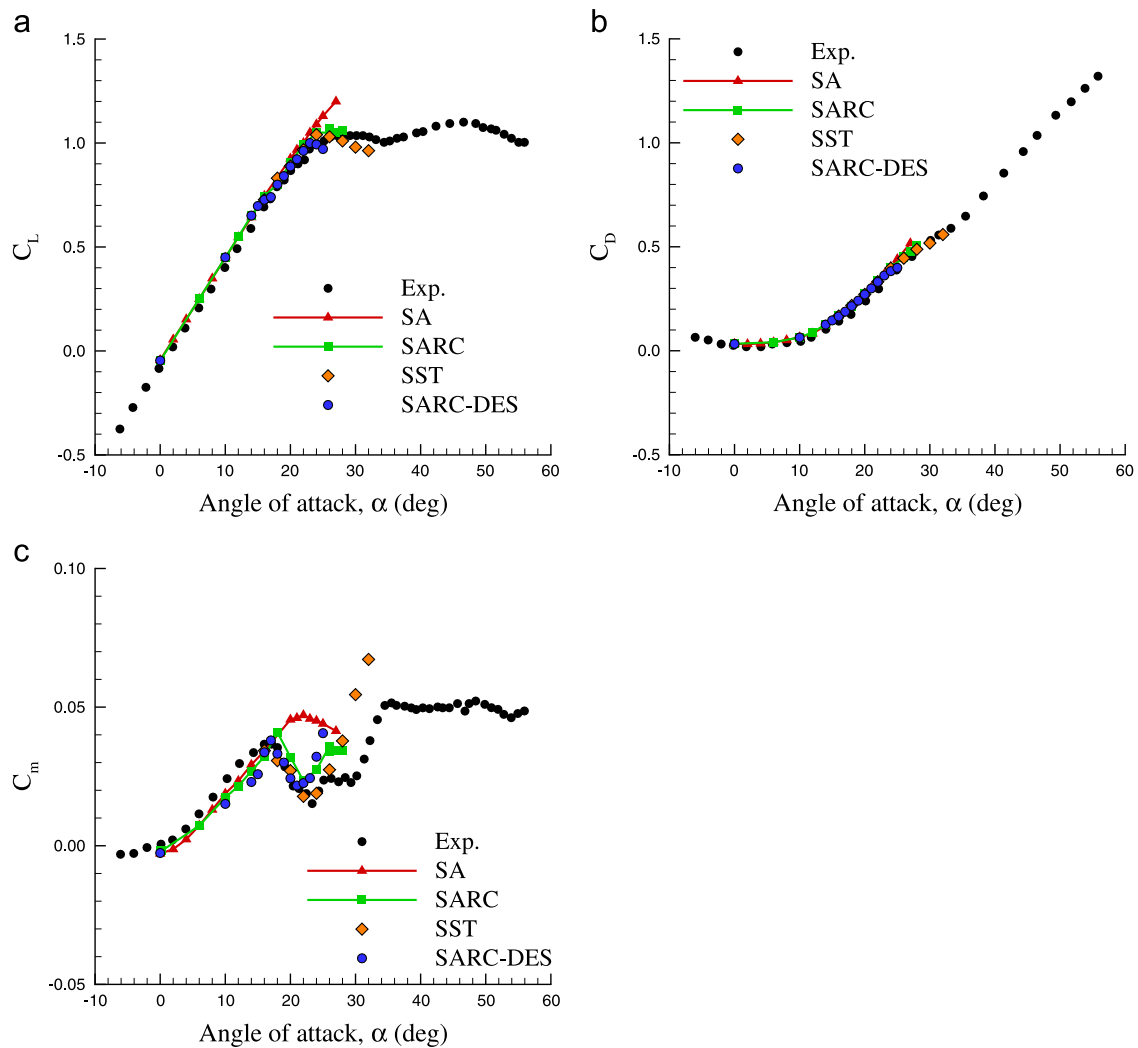 a
1.5
1.0
0.5
0.0
-0.5
C_L
-10
0
10
20
30
40
50
60
Angle of attack, α (deg)
Exp.
SA
SARC
SST
SARC-DES
b
1.5
1.0
0.5
0.0
-0.5
C_D
-10
0
10
20
30
40
50
60
Angle of attack, α (deg)
Exp.
SA
SARC
SST
SARC-DES
c
0.10
0.05
0.00
-0.05
C_m
-10
0
10
20
30
40
50
60
Angle of attack, α (deg)
Exp.
SA
SARC
SST
SARC-DES